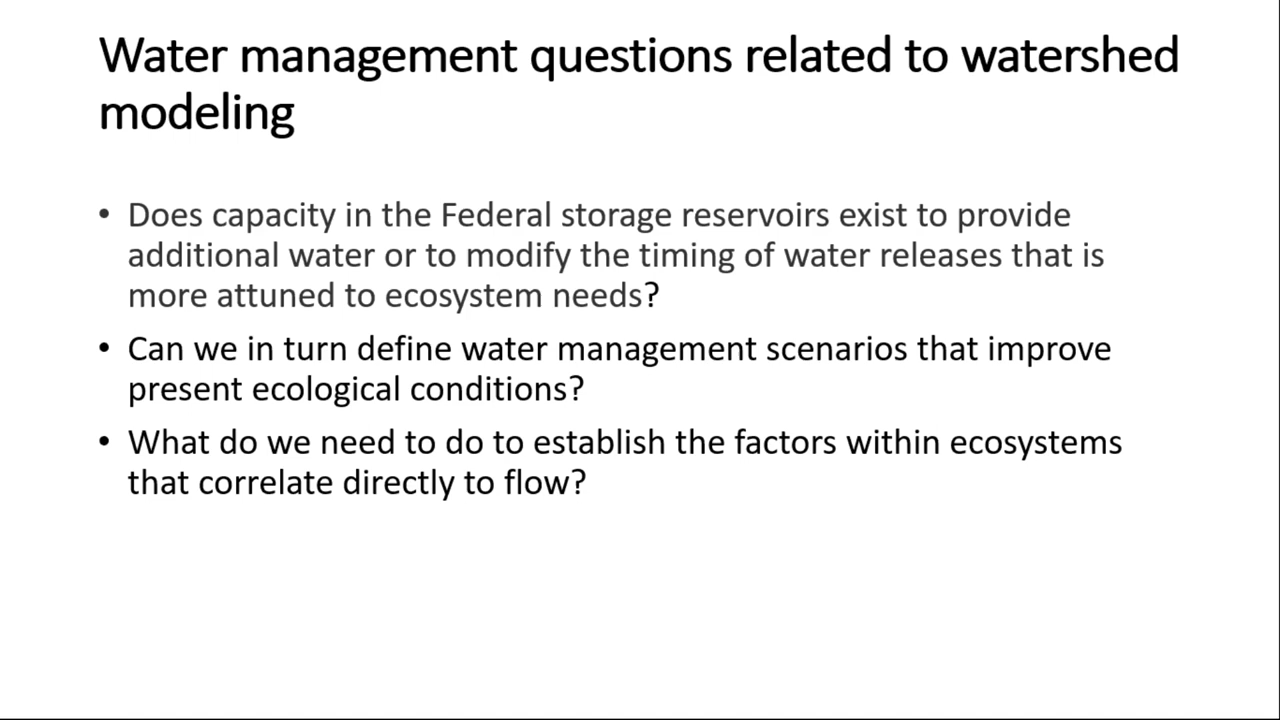 Water management questions related to watershed
modeling
• Does capacity in the Federal storage reservoirs exist to provide
additional water or to modify the timing of water releases that is
more attuned to ecosystem needs?
• Can we in turn define water management scenarios that improve
present ecological conditions?
• What do we need to do to establish the factors within ecosystems
that correlate directly to flow?